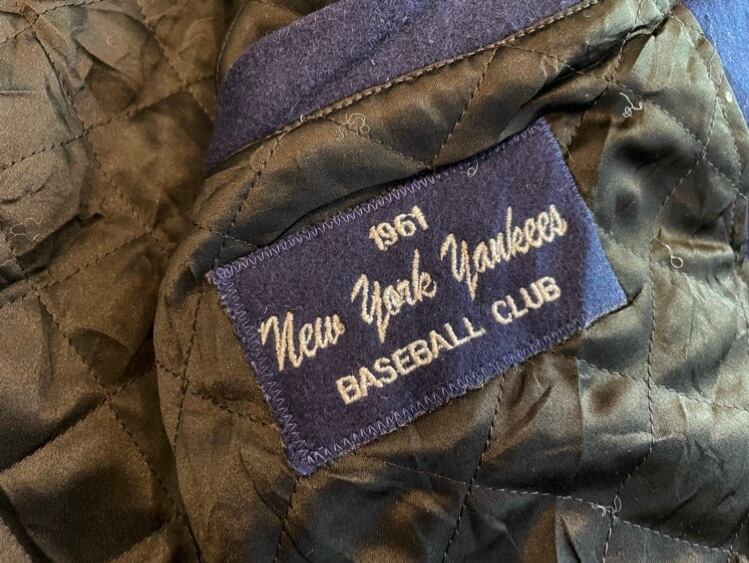 1961
New York Yankees
BASEBALL CLUB